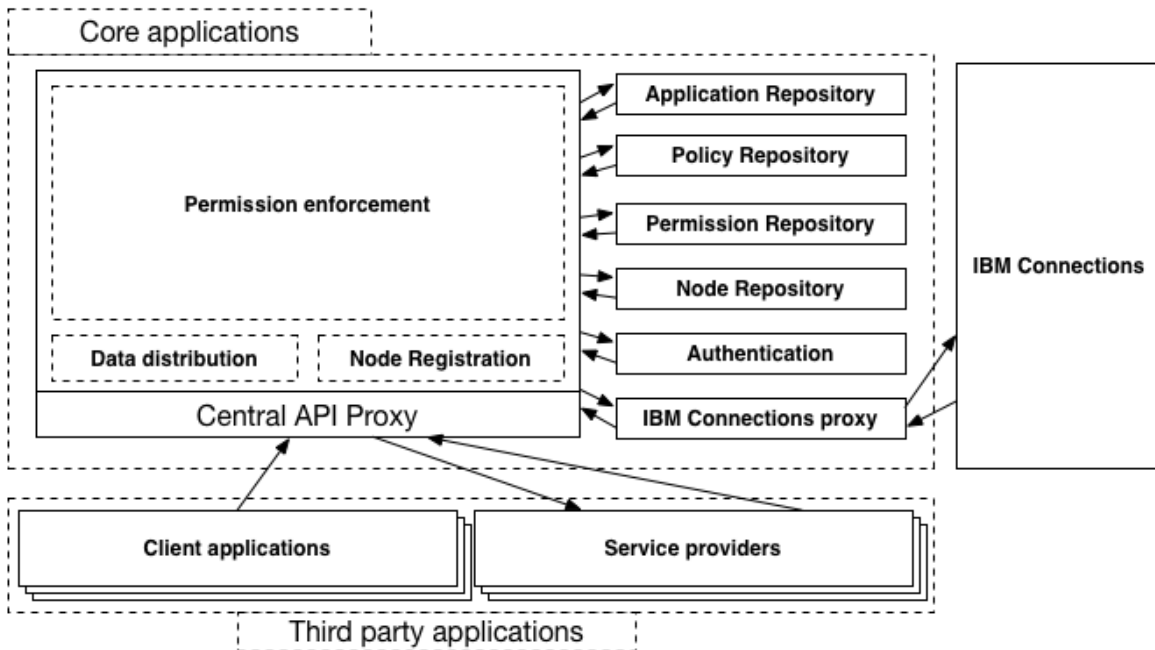 Core applications
Permission enforcement
Data distribution
Node Registration
Central API Proxy
Application Repository
Policy Repository
Permission Repository
Node Repository
Authentication
IBM Connections proxy
IBM Connections
Client applications
Service providers
Third party applications